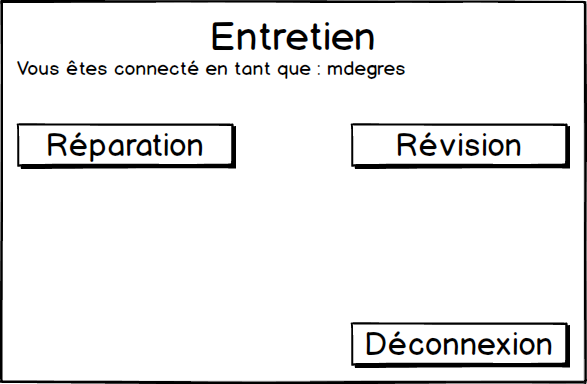 Entretien
Vous êtes connecté en tant que : mdegres
Réparation
Révision
Déconnexion